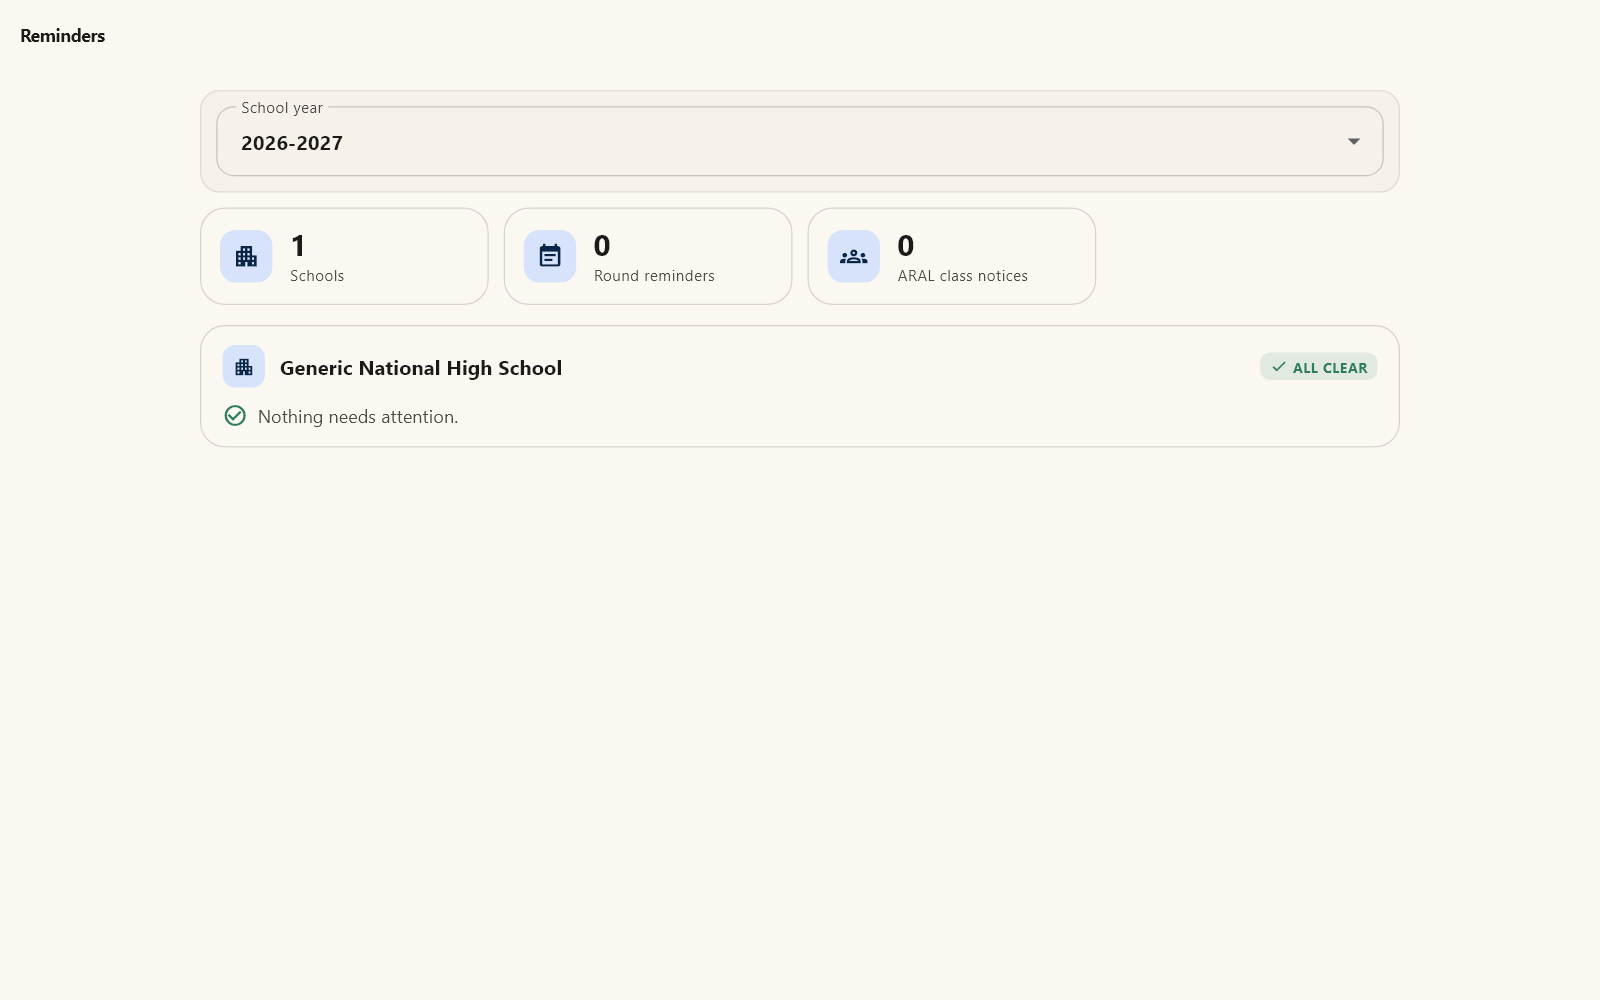 Reminders
School year
2026-2027
1
Schools
0
Round reminders
0
ARAL class notices
Generic National High School
ALL CLEAR
Nothing needs attention.